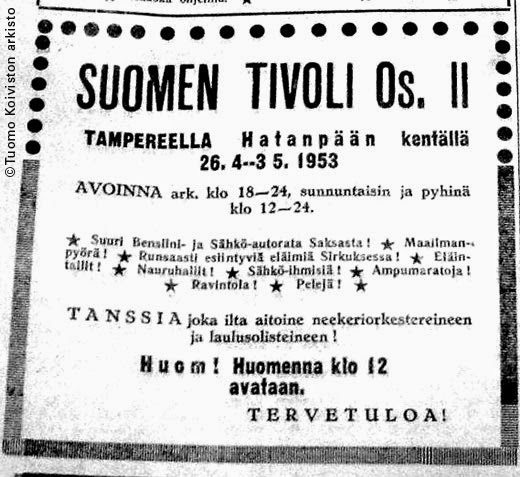 SUOMEN TIVOLI Os. II
TAMPEREELLA Hatanpään kentällä
26. 4--3 5. 1953
AVOINNA ark. klo 18—24, sunnuntaisin ja pyhinä
klo 12—24.
★ Suuri Bensiini- ja Sähkö-autorata Saksasta! ★ Maailman-
pyörä! ★ Runsaasti esiintyviä eläimiä Sirkuksessa! ★ Eläin-
tallit! ★ Nauruhallit! ★ Sähkö-ihmisiä! ★ Ampumaratoja!
★ Ravintola! ★ Pelejä! ★
TANSSIA joka ilta aitoine neekeriorkestereineen
ja laulusolisteineen!
Huom! Huomenna klo 12
avataan.
TERVETULOA!
©Tuomo Koiviston arkisto